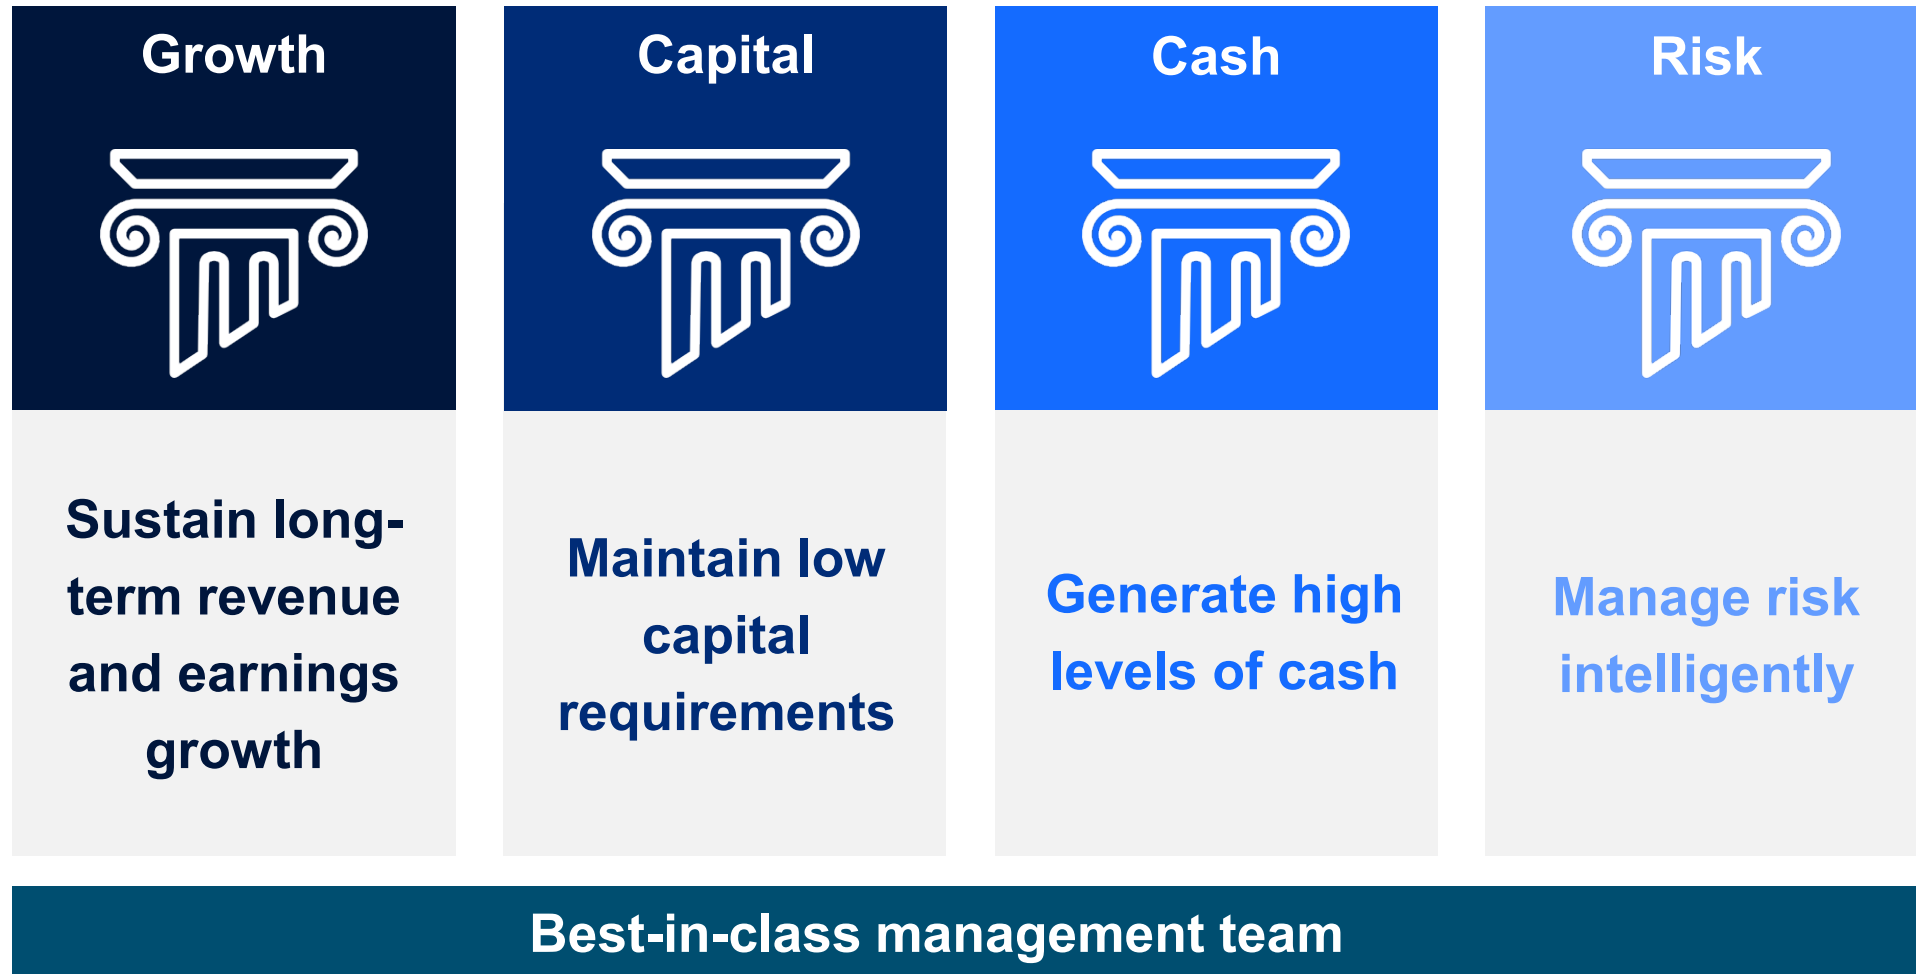 Growth
Sustain long-
term revenue
and earnings
growth
Capital
Maintain low
capital
requirements
Cash
Generate high
levels of cash
Risk
Manage risk
intelligently
Best-in-class management team